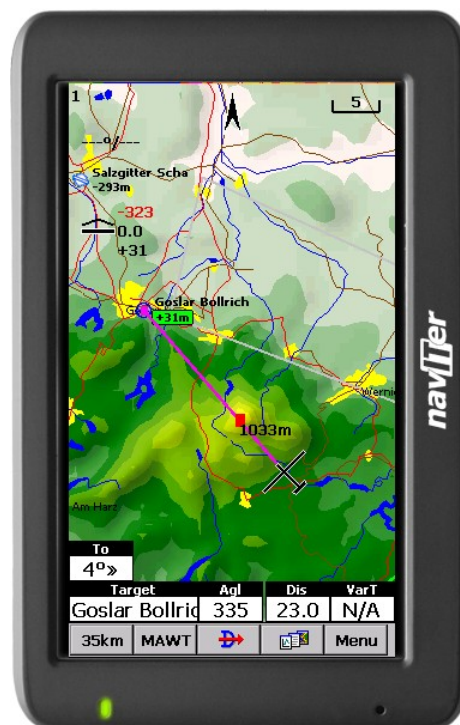 1
5
---°/---
Salzgitter Scha
-293m
-323
0.0
+31
Goslar Bollrich
+31m
1033m
Wernig
Am Harz
To
4°»
Target Agl Dis VarT
Goslar Bollric 335 23.0 N/A
35km MAWT Menu
naviter